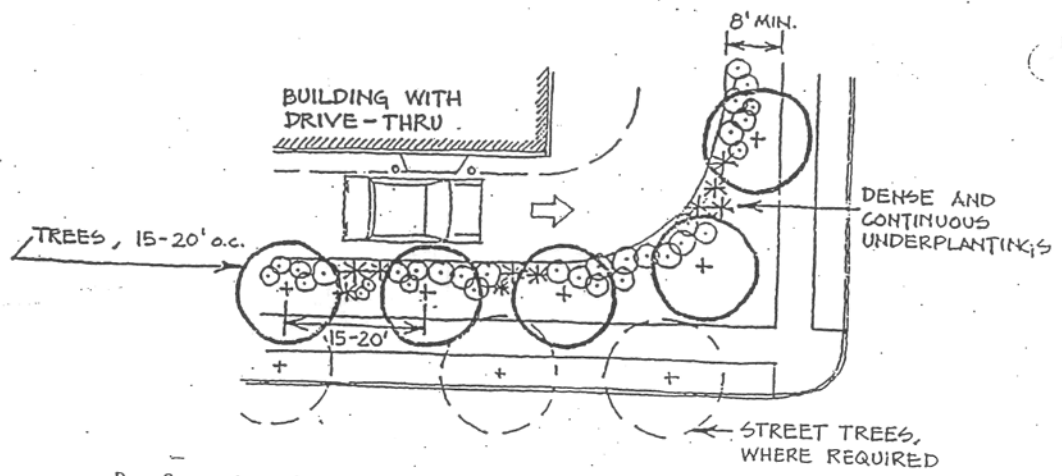 8' MIN.
BUILDING WITH
DRIVE-THRU
DENSE AND
CONTINUOUS
UNDERPLANTINGS
TREES, 15-20' o.c.
15-20'
STREET TREES,
WHERE REQUIRED